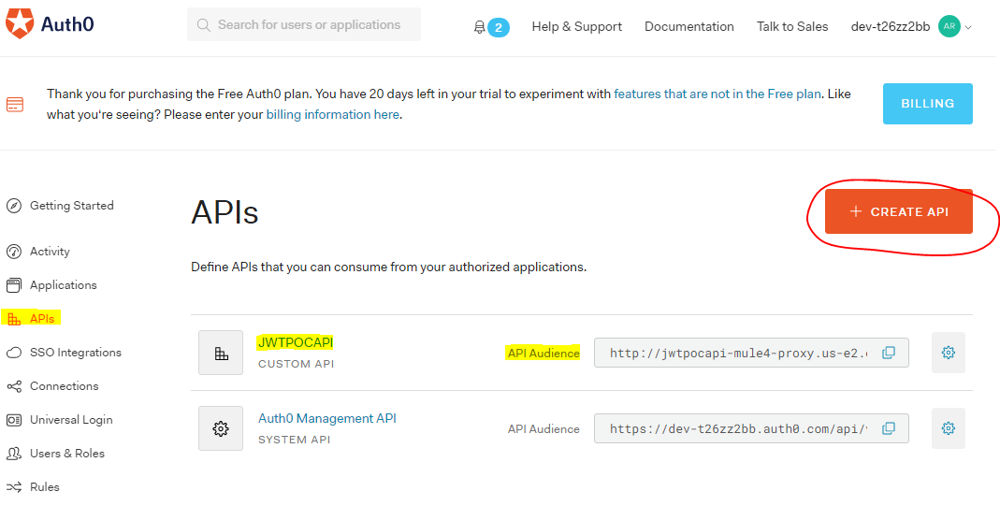 Auth0
Search for users or applications
2
Help & Support
Documentation
Talk to Sales
dev-t26zz2bb
AR
Thank you for purchasing the Free Auth0 plan. You have 20 days left in your trial to experiment with features that are not in the Free plan. Like
what you're seeing? Please enter your billing information here.
BILLING
Getting Started
Activity
Applications
APIs
SSO Integrations
Connections
Universal Login
Users & Roles
Rules
APIs
+ CREATE API
Define APIs that you can consume from your authorized applications.
JWTPOCAPI
CUSTOM API
API Audience
http://jwtpocapi-mule4-proxy.us-e2.
Auth0 Management API
SYSTEM API
API Audience
https://dev-t26zz2bb.auth0.com/api/